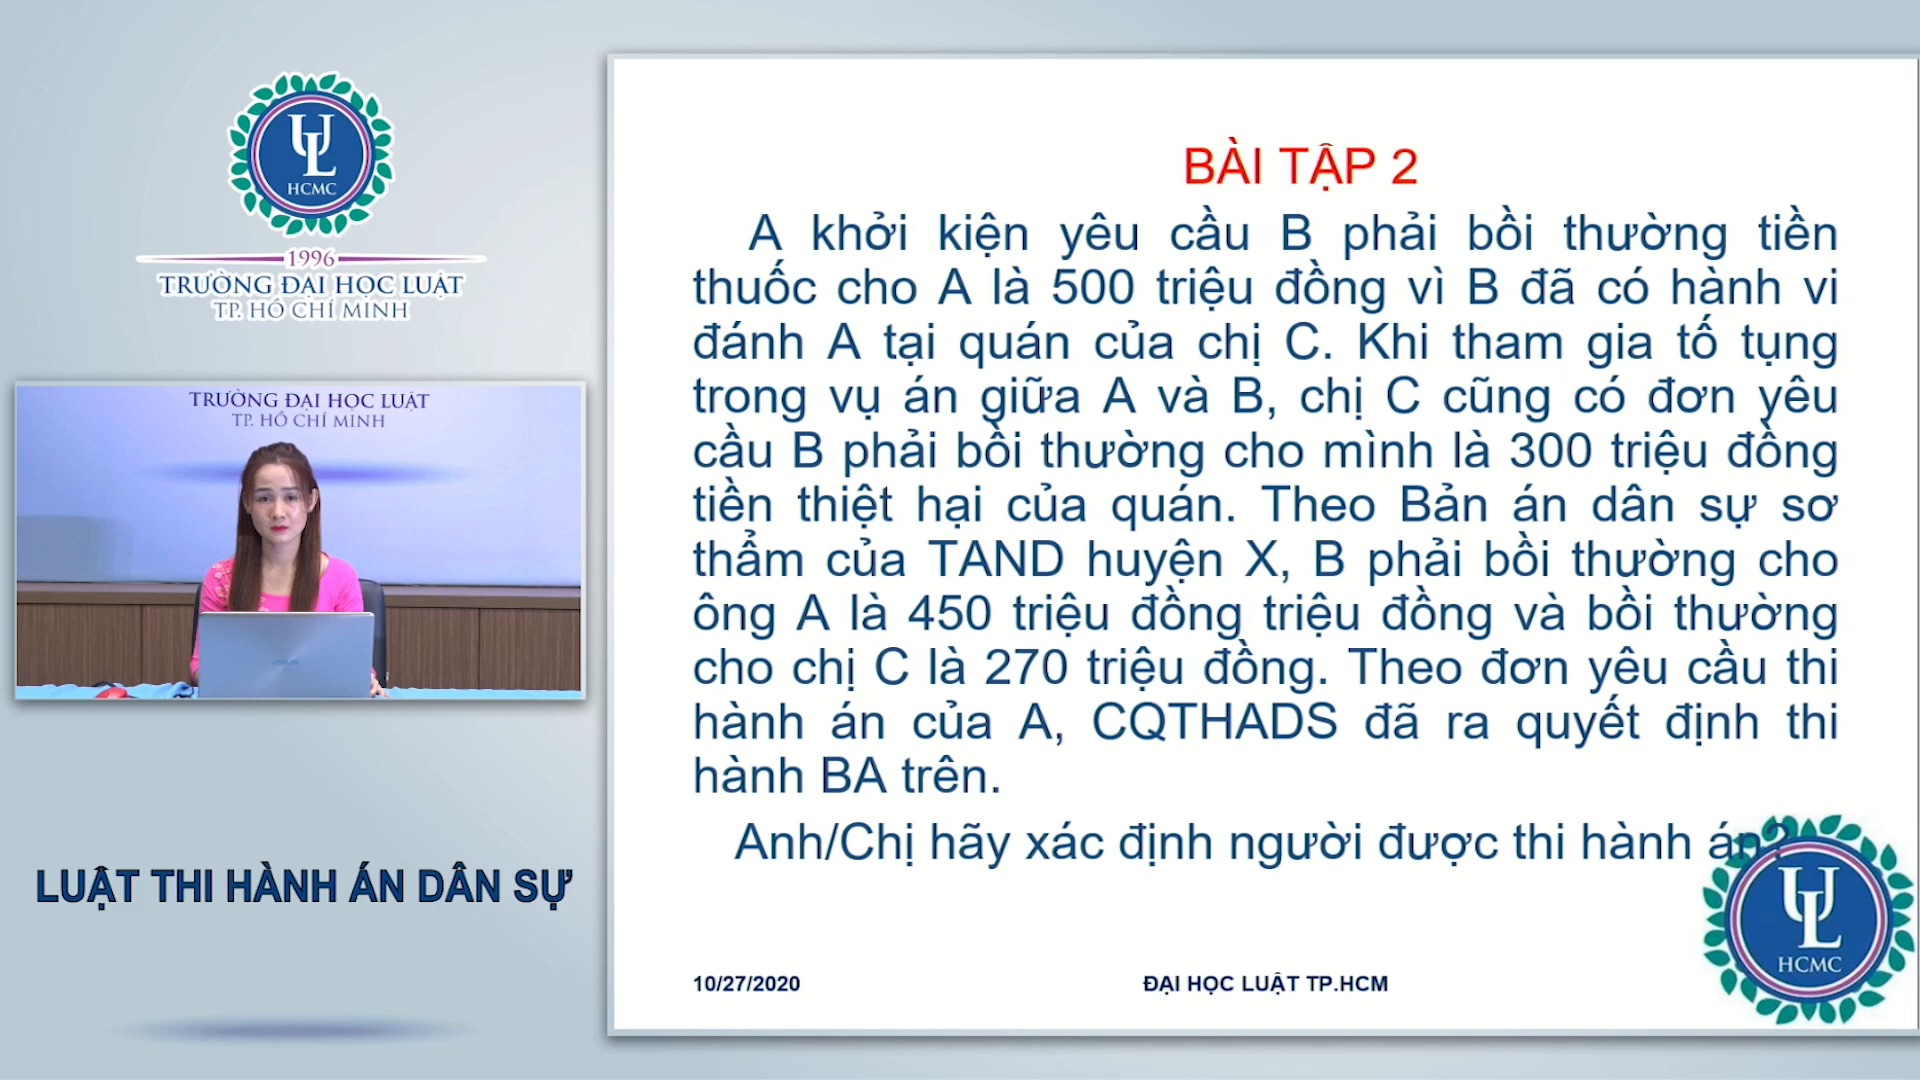 UL
HCMC
1996
TRƯỜNG ĐẠI HỌC LUẬT
TP. HỒ CHÍ MINH
TRƯỜNG ĐẠI HỌC LUẬT
TP. HỒ CHÍ MINH
LUẬT THI HÀNH ÁN DÂN SỰ
BÀI TẬP 2
A khởi kiện yêu cầu B phải bồi thường tiền
thuốc cho A là 500 triệu đồng vì B đã có hành vi
đánh A tại quán của chị C. Khi tham gia tố tụng
trong vụ án giữa A và B, chị C cũng có đơn yêu
cầu B phải bồi thường cho mình là 300 triệu đồng
tiền thiệt hại của quán. Theo Bản án dân sự sơ
thẩm của TAND huyện X, B phải bồi thường cho
ông A là 450 triệu đồng triệu đồng và bồi thường
cho chị C là 270 triệu đồng. Theo đơn yêu cầu thi
hành án của A, CQTHADS đã ra quyết định thi
hành BA trên.
Anh/Chị hãy xác định người được thi hành án?
UL
HCMC
10/27/2020
ĐẠI HỌC LUẬT TP.HCM